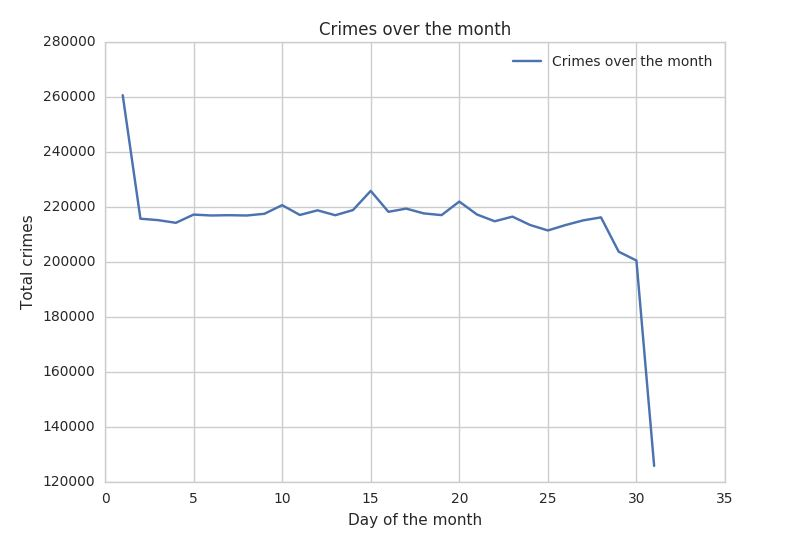 Crimes over the month
Crimes over the month
280000
260000
240000
220000
200000
180000
160000
140000
120000
Total crimes
0 5 10 15 20 25 30 35
Day of the month